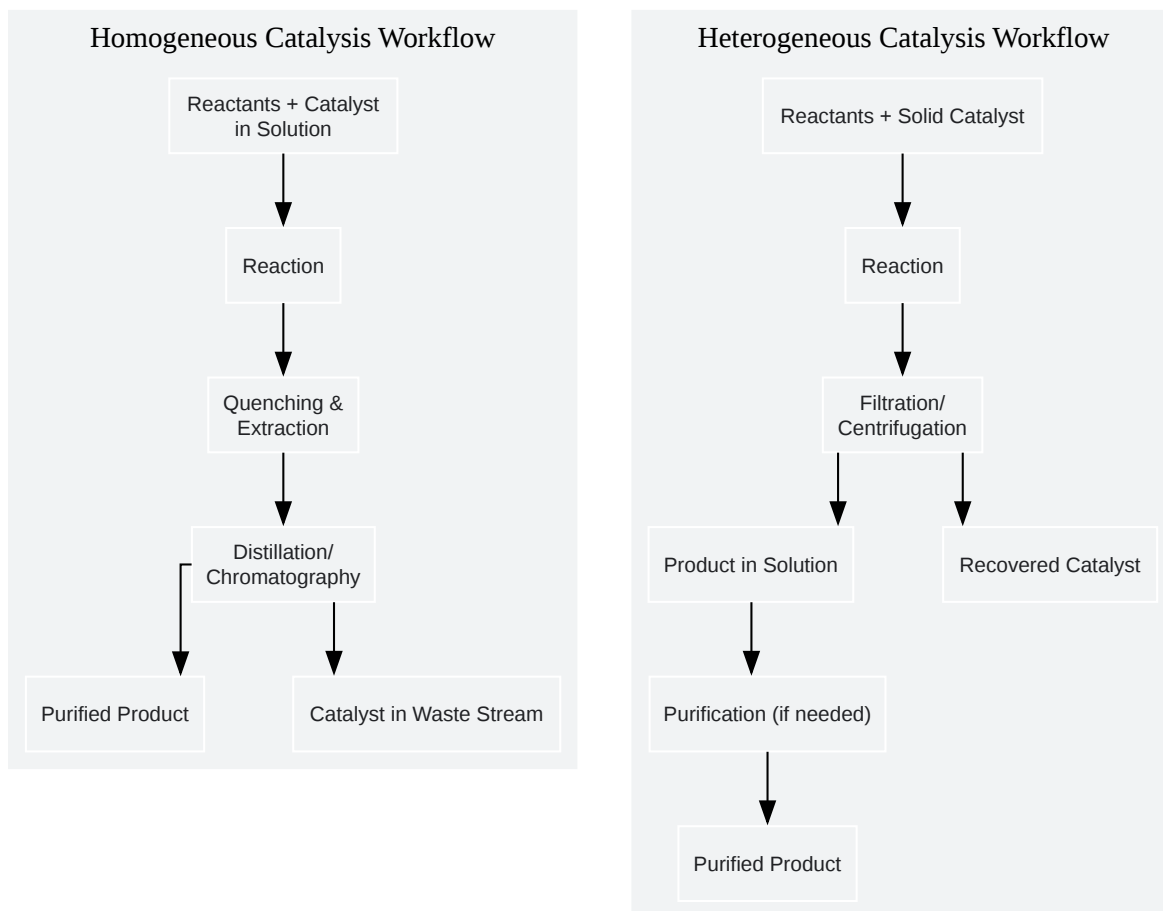 Homogeneous Catalysis Workflow
Reactants + Catalyst
in Solution
Reaction
Quenching &
Extraction
Distillation/
Chromatography
Purified Product
Catalyst in Waste Stream
Heterogeneous Catalysis Workflow
Reactants + Solid Catalyst
Reaction
Filtration/
Centrifugation
Product in Solution
Recovered Catalyst
Purification (if needed)
Purified Product